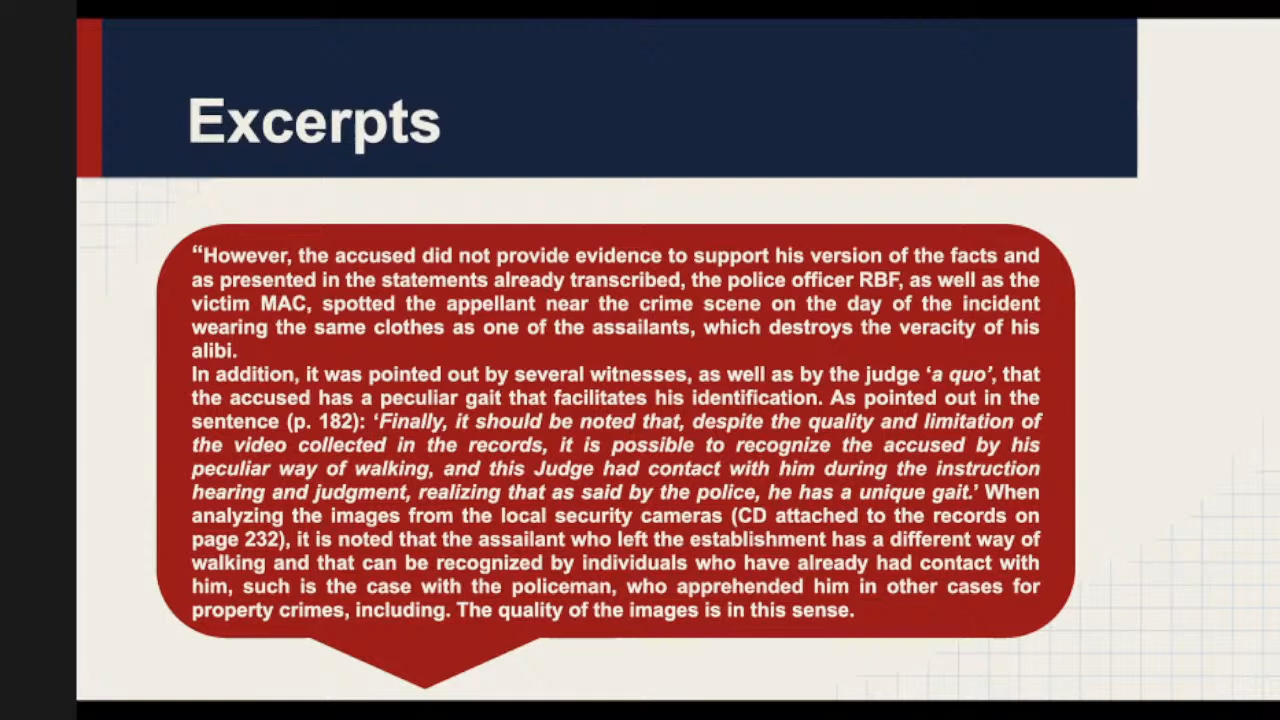 Excerpts
“However, the accused did not provide evidence to support his version of the facts and
as presented in the statements already transcribed, the police officer RBF, as well as the
victim MAC, spotted the appellant near the crime scene on the day of the incident
wearing the same clothes as one of the assailants, which destroys the veracity of his
alibi.
In addition, it was pointed out by several witnesses, as well as by the judge ‘a quo’, that
the accused has a peculiar gait that facilitates his identification. As pointed out in the
sentence (p. 182): ‘Finally, it should be noted that, despite the quality and limitation of
the video collected in the records, it is possible to recognize the accused by his
peculiar way of walking, and this Judge had contact with him during the instruction
hearing and judgment, realizing that as said by the police, he has a unique gait.’ When
analyzing the images from the local security cameras (CD attached to the records on
page 232), it is noted that the assailant who left the establishment has a different way of
walking and that can be recognized by individuals who have already had contact with
him, such is the case with the policeman, who apprehended him in other cases for
property crimes, including. The quality of the images is in this sense.